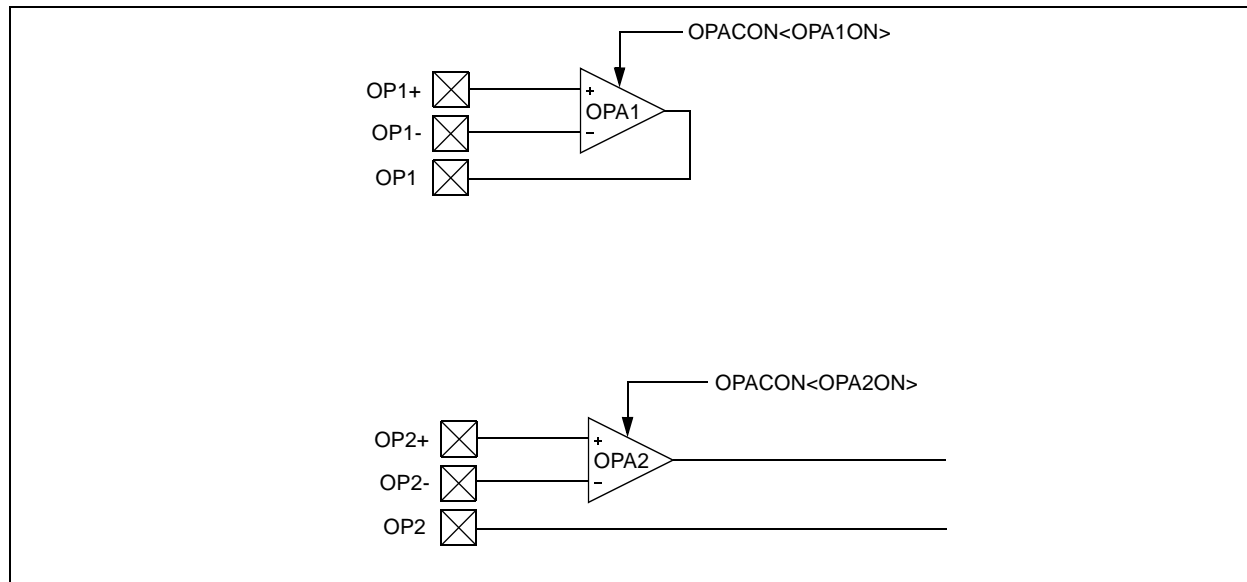 OPACON<OPA1ON>
OP1+
+
OPA1
OP1-
−
OP1
OPACON<OPA2ON>
OP2+
+
OPA2
OP2-
−
OP2